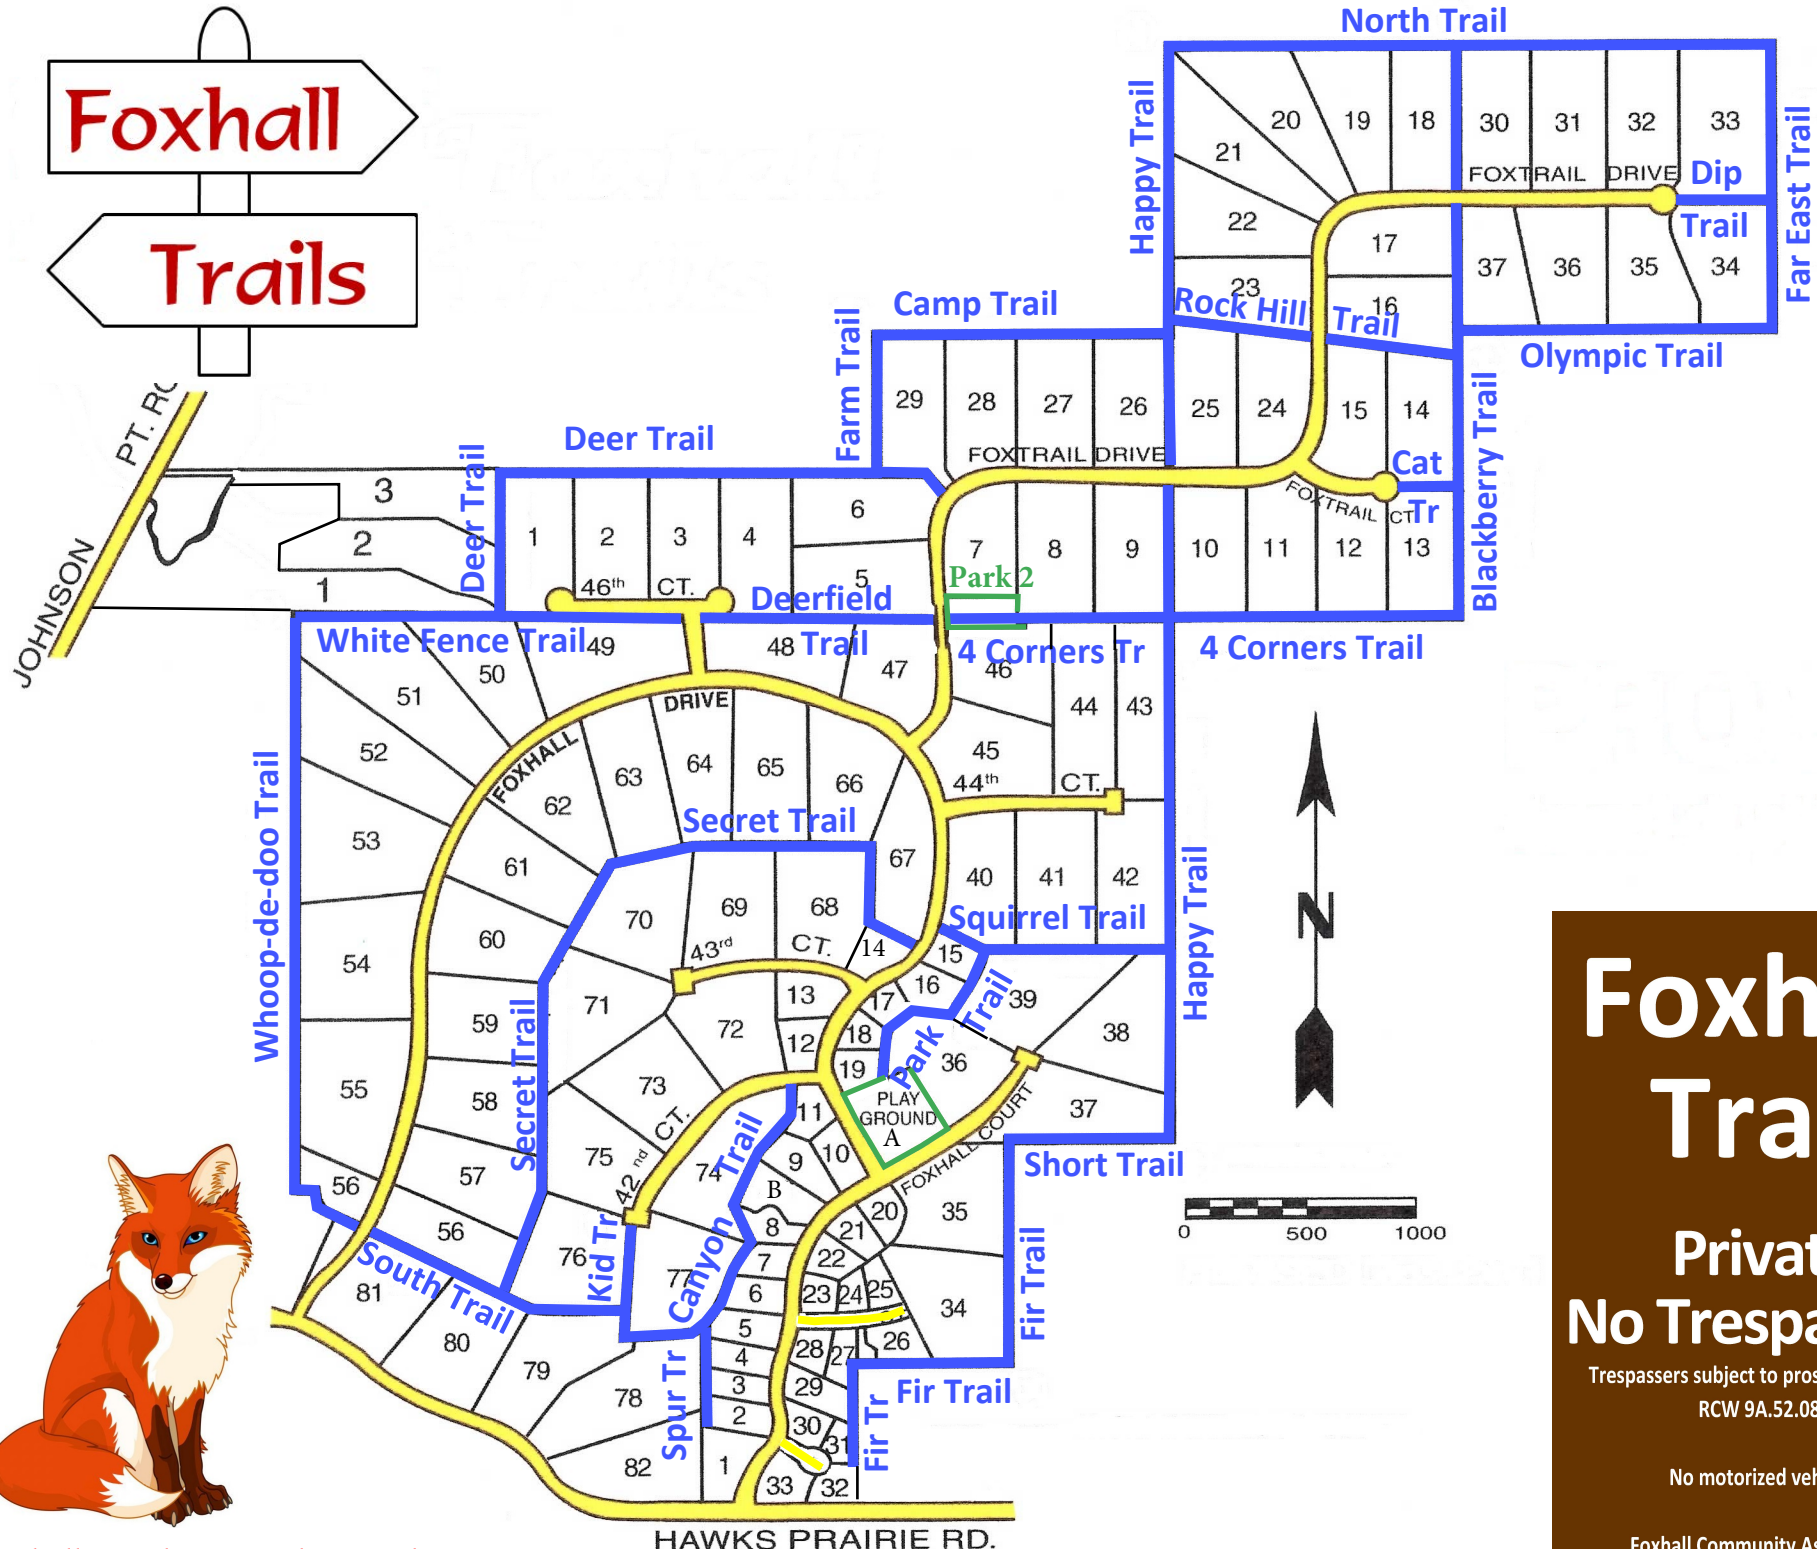 Foxhall
Trails
North Trail
Happy Trail
20
19
18
30
31
32
33
21
FOXTRAIL DRIVE
Dip
Trail
Far East Trail
22
17
37
36
35
34
23
16
Rock Hill Trail
Camp Trail
Farm Trail
Olympic Trail
29
28
27
26
25
24
15
14
FOXTRAIL DRIVE
Cat
Tr
FOXTRAIL CT
Blackberry Trail
JOHNSON PT.
Deer Trail
Deer Trail
3
2
1
1
2
3
4
6
5
46th CT.
7
8
9
10
11
12
13
Park 2
Deerfield
Trail
White Fence Trail
4 Corners Tr
4 Corners Trail
49
48
47
46
44
43
50
51
52
53
54
55
56
DRIVE
FOXHALL
45
44th CT.
62
63
64
65
66
Secret Trail
61
67
40
41
42
Whoop-de-doo Trail
Happy Trail
N
60
70
69
68
Squirrel Trail
43rd CT.
14
15
16
17
39
38
59
71
72
13
12
18
19
Park Trail
36
Secret Trail
58
73
PLAY
GROUND
A
37
FOXHALL COURT
57
75
42nd CT.
74
11
10
9
B
Short Trail
56
76
Kid Tr
77
Canyon Trail
8
7
6
5
4
3
2
1
20
21
22
23
24
25
35
34
0
500
1000
South Trail
81
80
79
78
82
Spur Tr
26
27
28
29
30
31
32
33
Fir Trail
Fir Trail
Fir Tr
HAWKS PRAIRIE RD.
No motorized
Trespassers subject to
RCW 9A.52.08
Foxhall Community